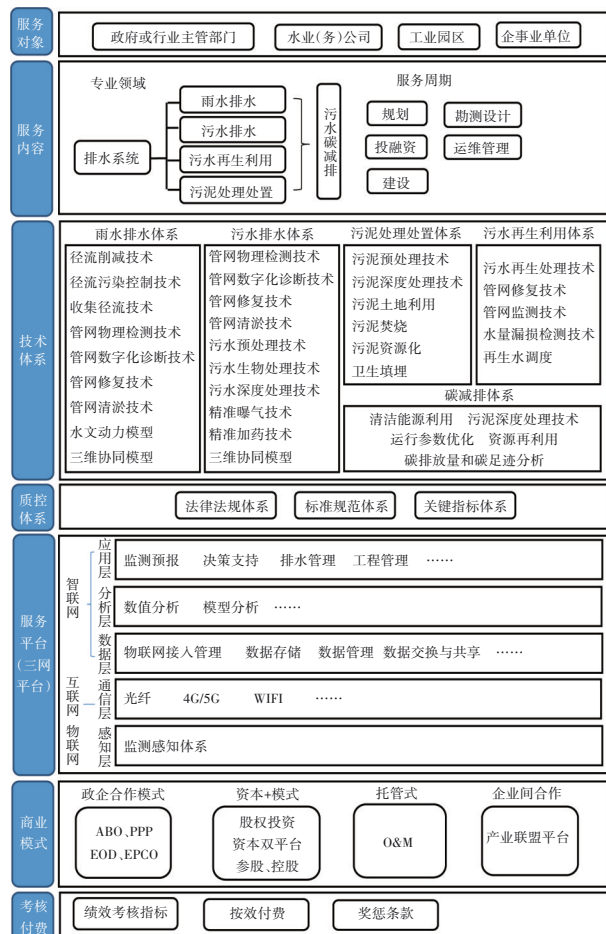 服务
对象
政府或行业主管部门 水业(务)公司 工业园区 企事业单位
服务
内容
专业领域
服务周期
排水系统
雨水排水
污水排水
污水再生利用
污泥处理处置
污水碳减排
规划 勘测设计
投融资 运维管理
建设
技术
体系
雨水排水体系
径流削减技术
径流污染控制技术
收集径流技术
管网物理检测技术
管网数字化诊断技术
管网修复技术
管网清淤技术
水文动力模型
三维协同模型
污水排水体系
管网物理检测技术
管网数字化诊断技术
管网修复技术
管网清淤技术
污水预处理技术
污水生物处理技术
污水深度处理技术
精准曝气技术
精准加药技术
三维协同模型
污泥处理处置体系
污泥预处理技术
污泥深度处理技术
污泥土地利用
污泥焚烧
污泥资源化
卫生填埋
污水再生利用体系
污水再生处理技术
管网修复技术
管网监测技术
水量漏损检测技术
再生水调度
碳减排体系
清洁能源利用 污泥深度处理技术
运行参数优化 资源再利用
碳排放量和碳足迹分析
质控
体系
法律法规体系 标准规范体系 关键指标体系
服务
平台
(三网
平台)
智联网
应用层
监测预报 决策支持 排水管理 工程管理 ……
分析层
数值分析 模型分析 ……
数据层
物联网接入管理 数据存储 数据管理 数据交换与共享 ……
互联网
通信层
光纤 4G/5G WIFI ……
物联网
感知层
监测感知体系
商业
模式
政企合作模式
ABO、PPP
EOD、EPCO
资本+模式
股权投资
资本双平台
参股、控股
托管式
O&M
企业间合作
产业联盟平台
考核
付费
绩效考核指标 按效付费 奖惩条款